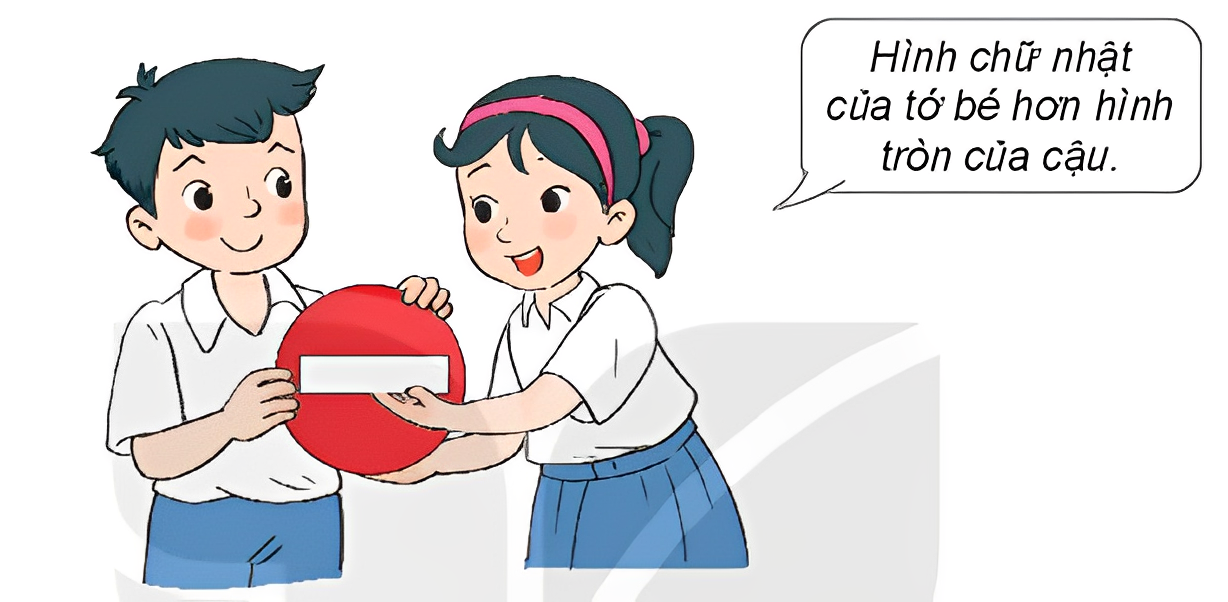 Hình chữ nhật
của tớ bé hơn hình
tròn của cậu.